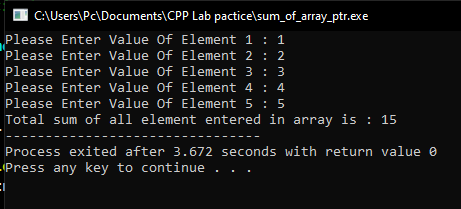 C:\Users\Pc\Documents\CPP Lab pactice\sum_of_array_ptr.exe
Please Enter Value Of Element 1 : 1
Please Enter Value Of Element 2 : 2
Please Enter Value Of Element 3 : 3
Please Enter Value Of Element 4 : 4
Please Enter Value Of Element 5 : 5
Total sum of all element entered in array is : 15
--------------------------------
Process exited after 3.672 seconds with return value 0
Press any key to continue . . .